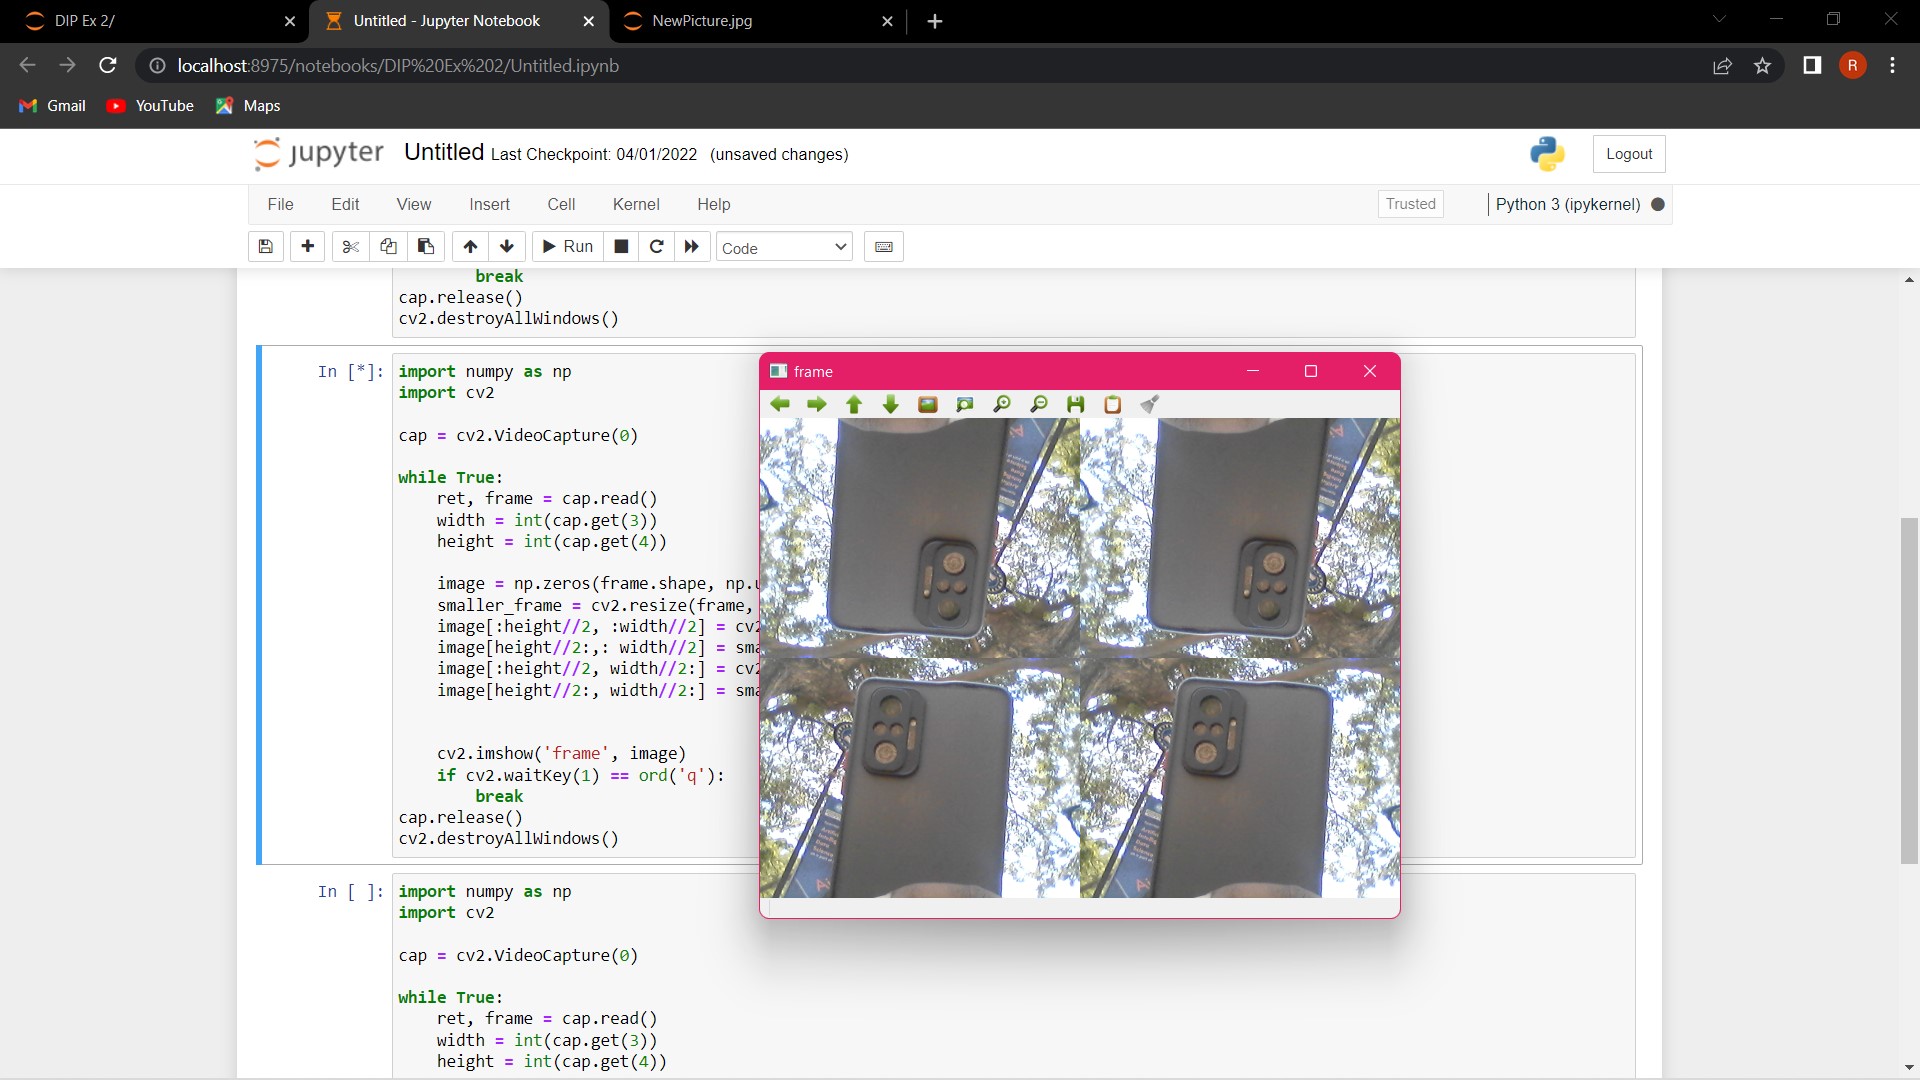 DIP Ex 2/
Untitled - Jupyter Notebook
NewPicture.jpg
localhost:8975/notebooks/DIP%20Ex%202/Untitled.ipynb
R
Gmail
YouTube
Maps
jupyter Untitled Last Checkpoint: 04/01/2022 (unsaved changes)
Logout
File Edit View Insert Cell Kernel Help
Trusted
Python 3 (ipykernel)
Run
Code
break
cap.release()
cv2.destroyAllWindows()
In [*]:
import numpy as np
import cv2
cap = cv2.VideoCapture(0)
while True:
ret, frame = cap.read()
width = int(cap.get(3))
height = int(cap.get(4))
image = np.zeros(frame.shape, np.u
smaller_frame = cv2.resize(frame,
image[:height//2, :width//2] = cv2
image[height//2:,: width//2] = sma
image[:height//2, width//2:] = cv2
image[height//2:, width//2:] = sma
cv2.imshow('frame', image)
if cv2.waitKey(1) == ord('q'):
break
cap.release()
cv2.destroyAllWindows()
frame
In [ ]:
import numpy as np
import cv2
cap = cv2.VideoCapture(0)
while True:
ret, frame = cap.read()
width = int(cap.get(3))
height = int(cap.get(4))